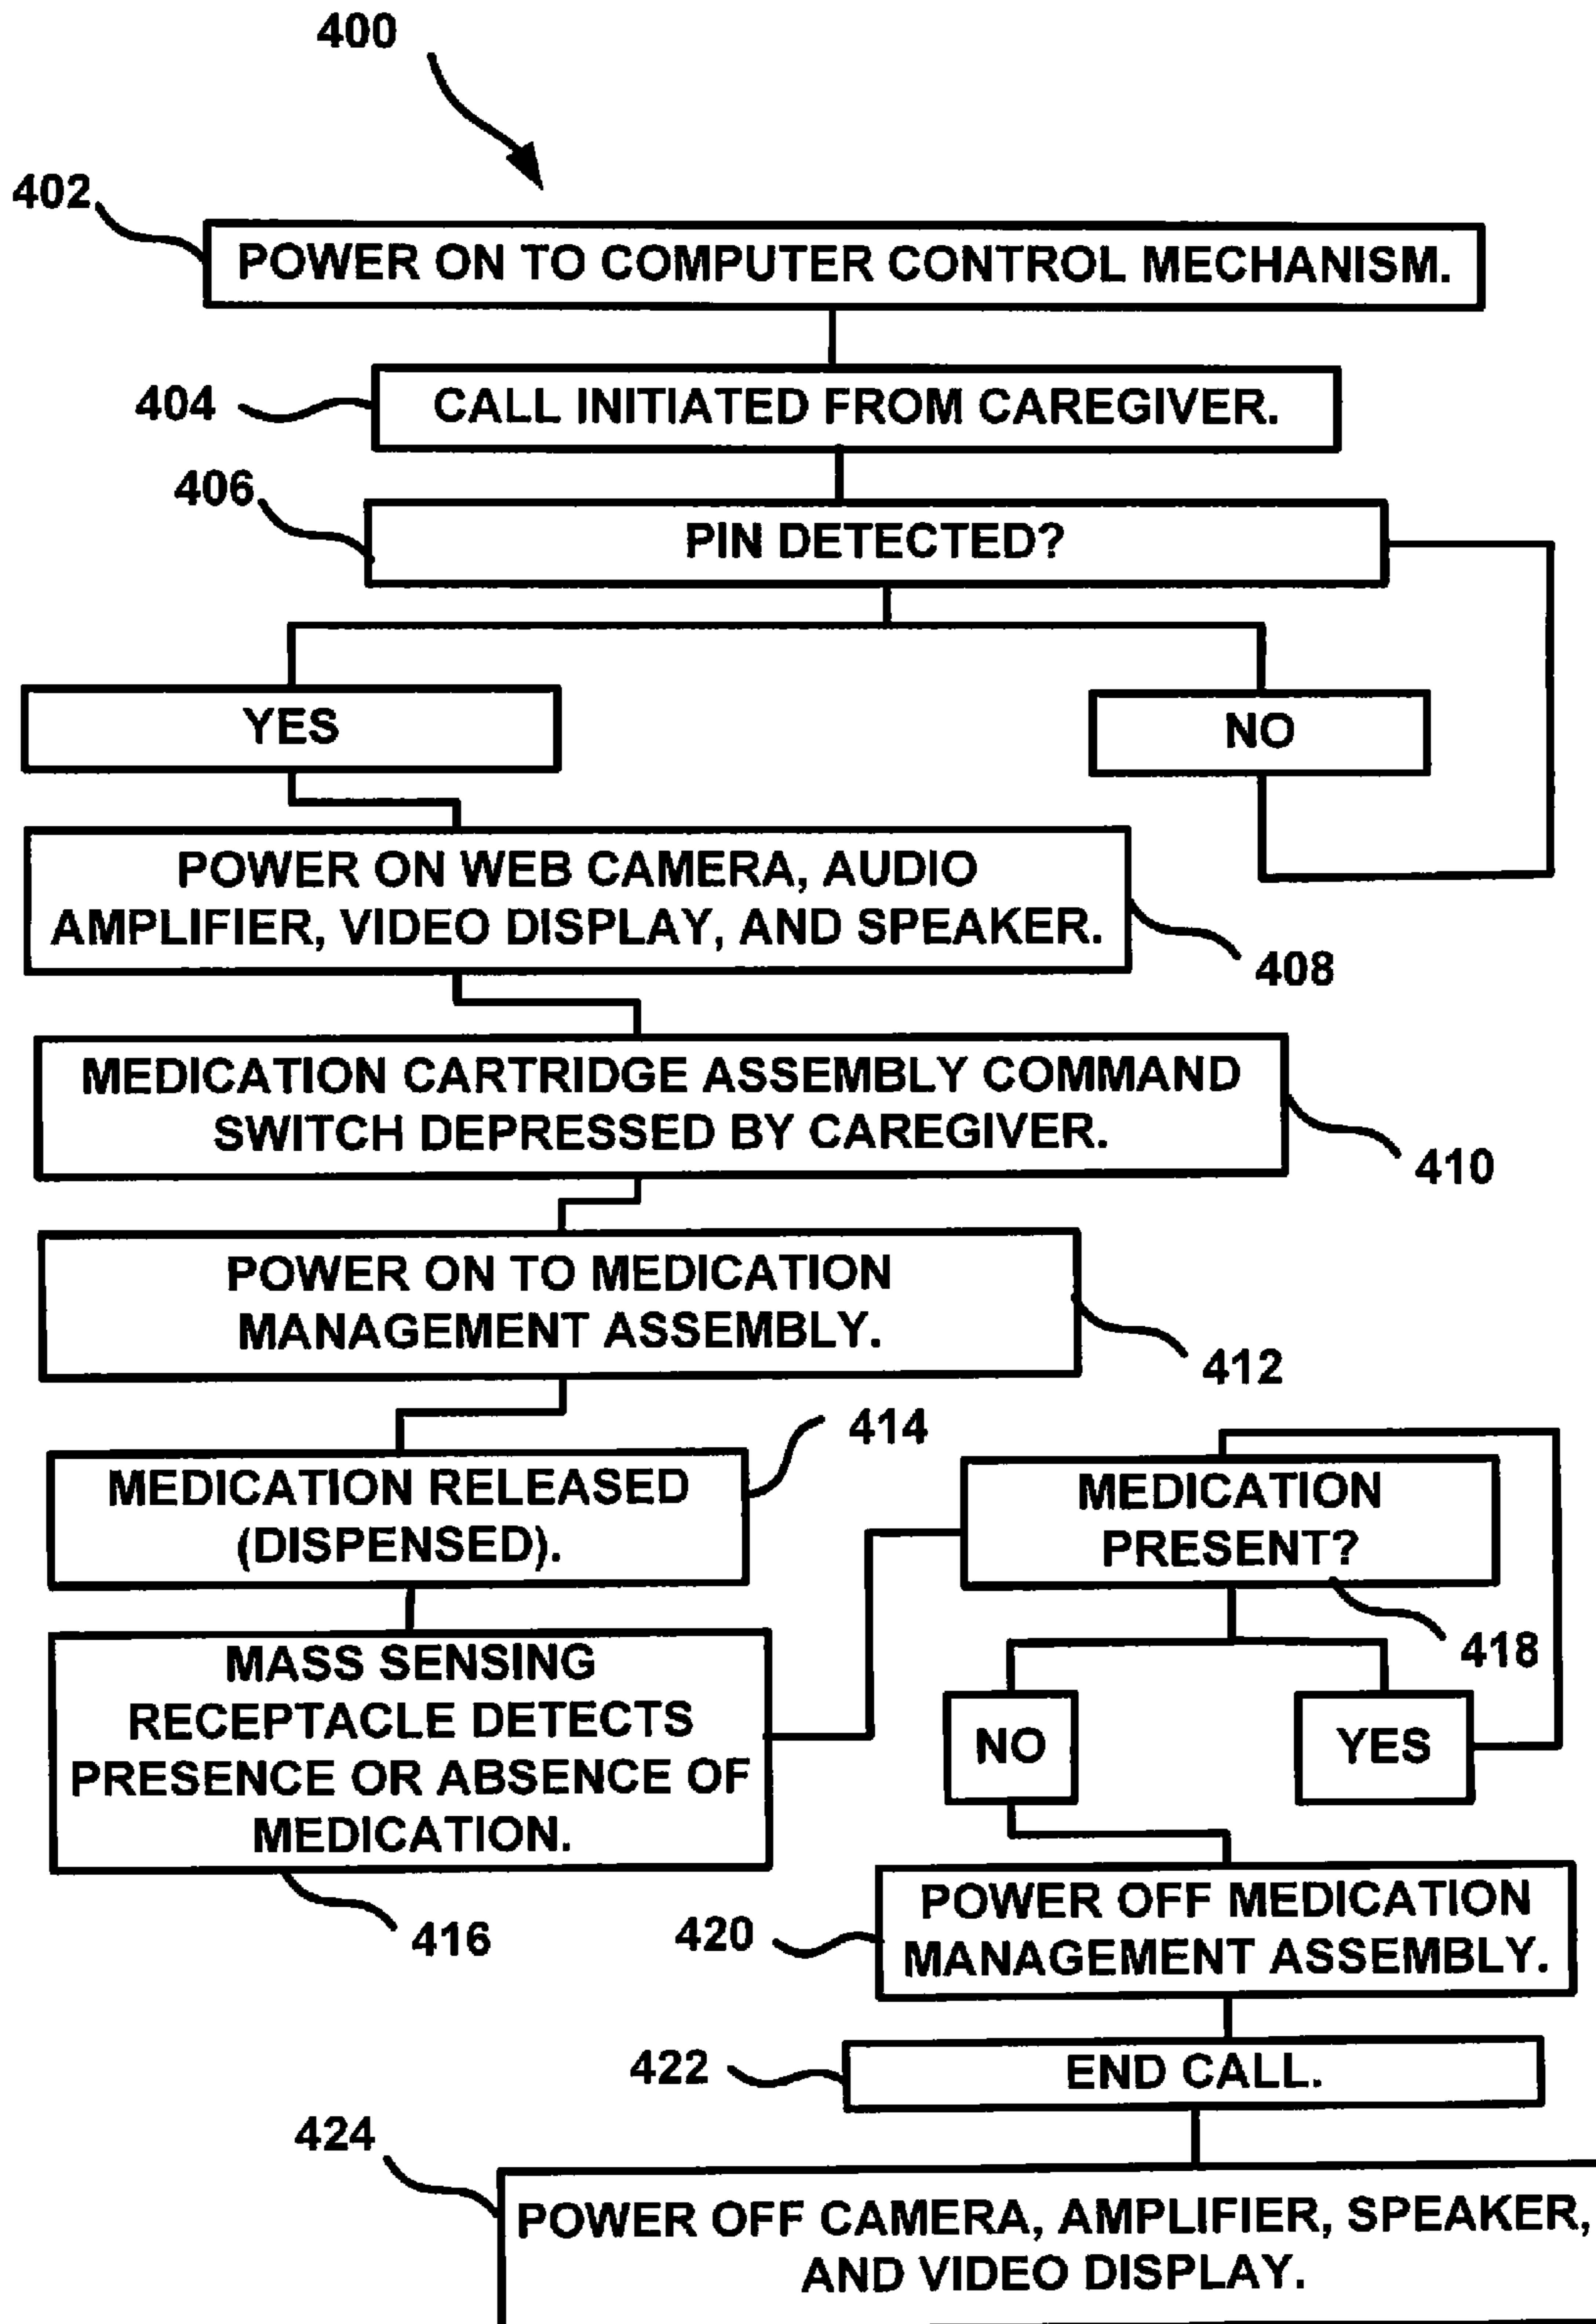 400
402
POWER ON TO COMPUTER CONTROL MECHANISM.
404
CALL INITIATED FROM CAREGIVER.
406
PIN DETECTED?
YES
NO
POWER ON WEB CAMERA, AUDIO
AMPLIFIER, VIDEO DISPLAY, AND SPEAKER.
408
MEDICATION CARTRIDGE ASSEMBLY COMMAND
SWITCH DEPRESSED BY CAREGIVER.
410
POWER ON TO MEDICATION
MANAGEMENT ASSEMBLY.
412
414
MEDICATION RELEASED
(DISPENSED).
MASS SENSING
RECEPTACLE DETECTS
PRESENCE OR ABSENCE OF
MEDICATION.
416
MEDICATION
PRESENT?
418
NO
YES
420
POWER OFF MEDICATION
MANAGEMENT ASSEMBLY.
422
END CALL.
424
POWER OFF CAMERA, AMPLIFIER, SPEAKER,
AND VIDEO DISPLAY.